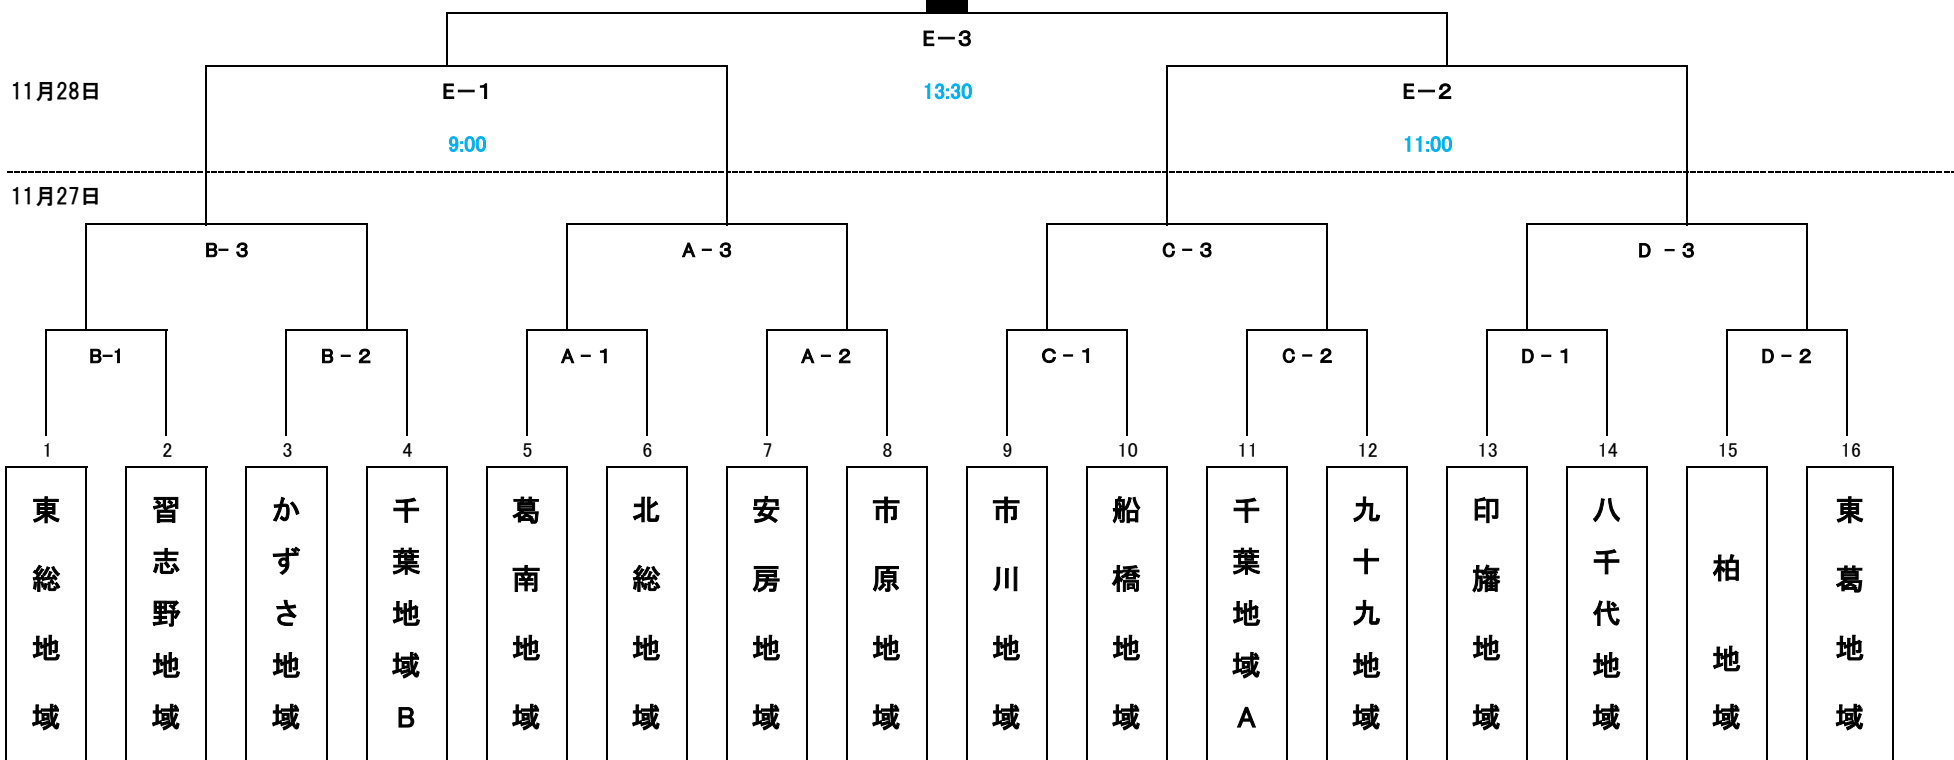 E－3
11月28日
E－1
13:30
E－2
9:00
11:00
11月27日
B－3
A－3
C－3
D－3
B-1
B－2
A－1
A－2
C－1
C－2
D－1
D－2
1
2
3
4
5
6
7
8
9
10
11
12
13
14
15
16
東総地域
習志野地域
かずさ地域
千葉地域B
葛南地域
北総地域
安房地域
市原地域
市川地域
船橋地域
千葉地域A
九十九地域
印旛地域
八千代地域
柏地域
東葛地域